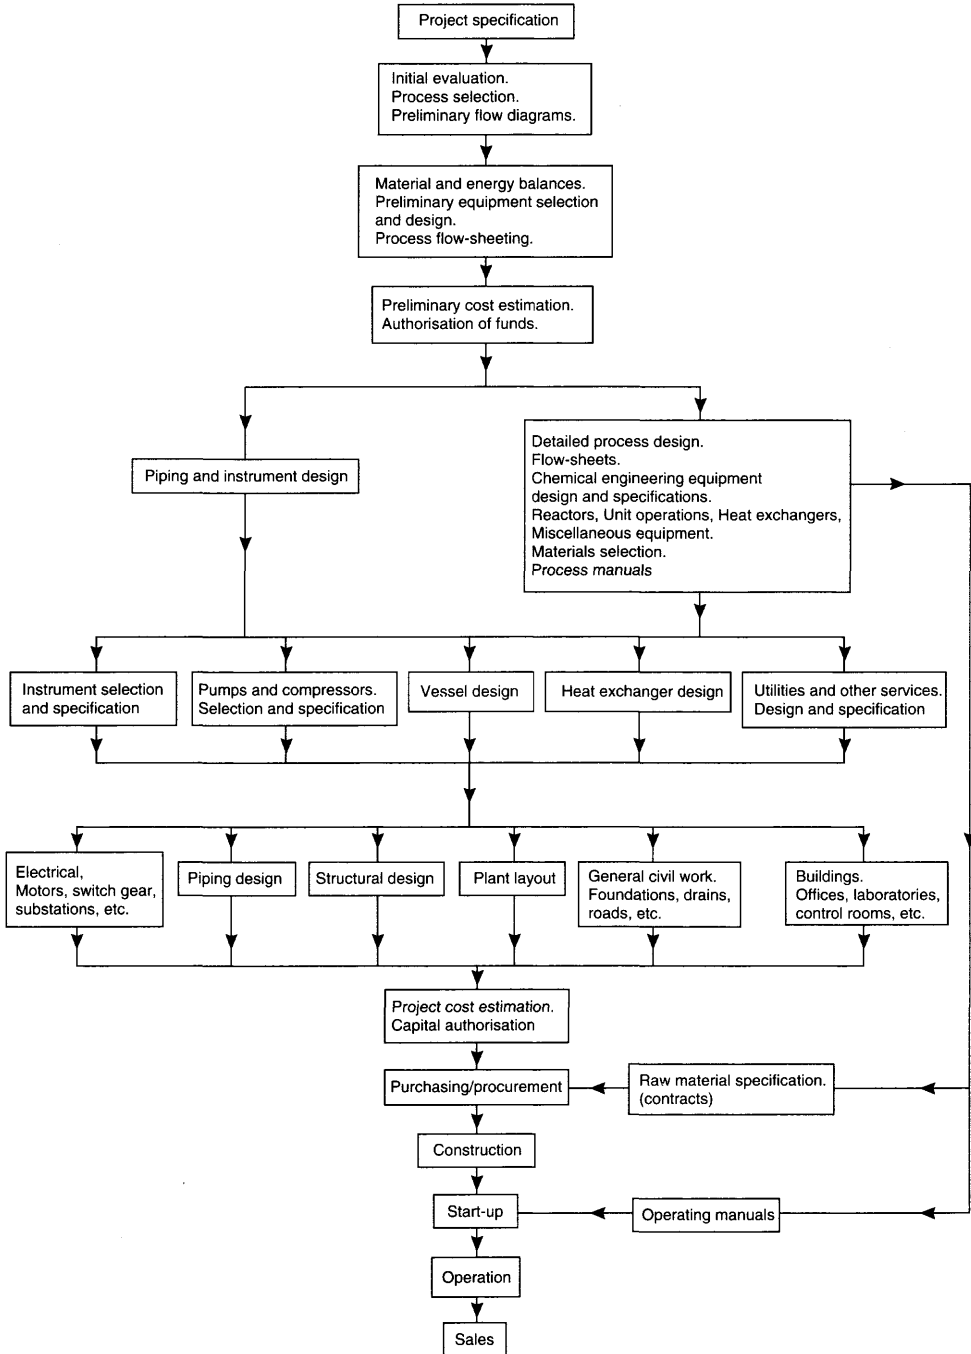 Project specification
Initial evaluation.
Process selection.
Preliminary flow diagrams.
Material and energy balances.
Preliminary equipment selection
and design.
Process flow-sheeting.
Preliminary cost estimation.
Authorisation of funds.
Piping and instrument design
Detailed process design.
Flow-sheets.
Chemical engineering equipment
design and specifications.
Reactors, Unit operations, Heat exchangers,
Miscellaneous equipment.
Materials selection.
Process manuals
Instrument selection
and specification
Pumps and compressors.
Selection and specification
Vessel design
Heat exchanger design
Utilities and other services.
Design and specification
Electrical,
Motors, switch gear,
substations, etc.
Piping design
Structural design
Plant layout
General civil work.
Foundations, drains,
roads, etc.
Buildings.
Offices, laboratories,
control rooms, etc.
Project cost estimation.
Capital authorisation
Purchasing/procurement
Raw material specification.
(contracts)
Construction
Start-up
Operating manuals
Operation
Sales